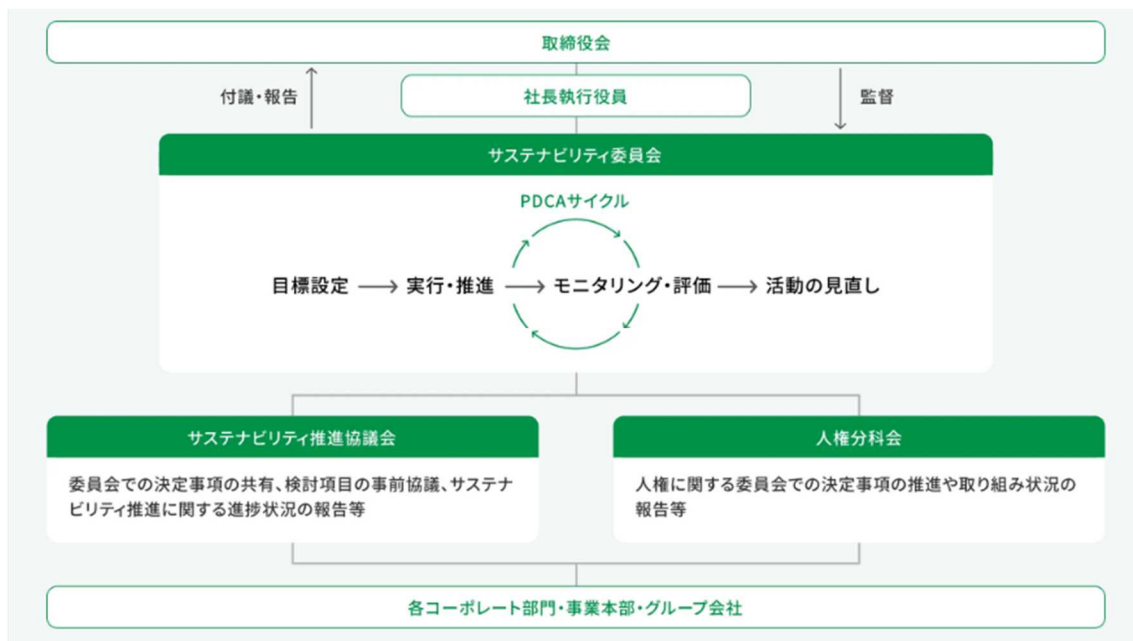 取締役会
付議・報告
社長執行役員
監督
サステナビリティ委員会
PDCAサイクル
目標設定 → 実行・推進 → モニタリング・評価 → 活動の見直し
サステナビリティ推進協議会
委員会での決定事項の共有、検討項目の事前協議、サステナ
ビリティ推進に関する進捗状況の報告等
人権分科会
人権に関する委員会での決定事項の推進や取り組み状況の
報告等
各コーポレート部門・事業本部・グループ会社